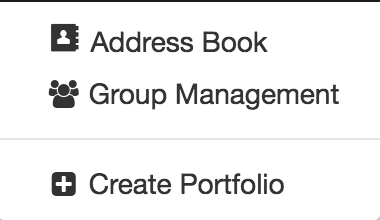 Address Book
Group Management
Create Portfolio